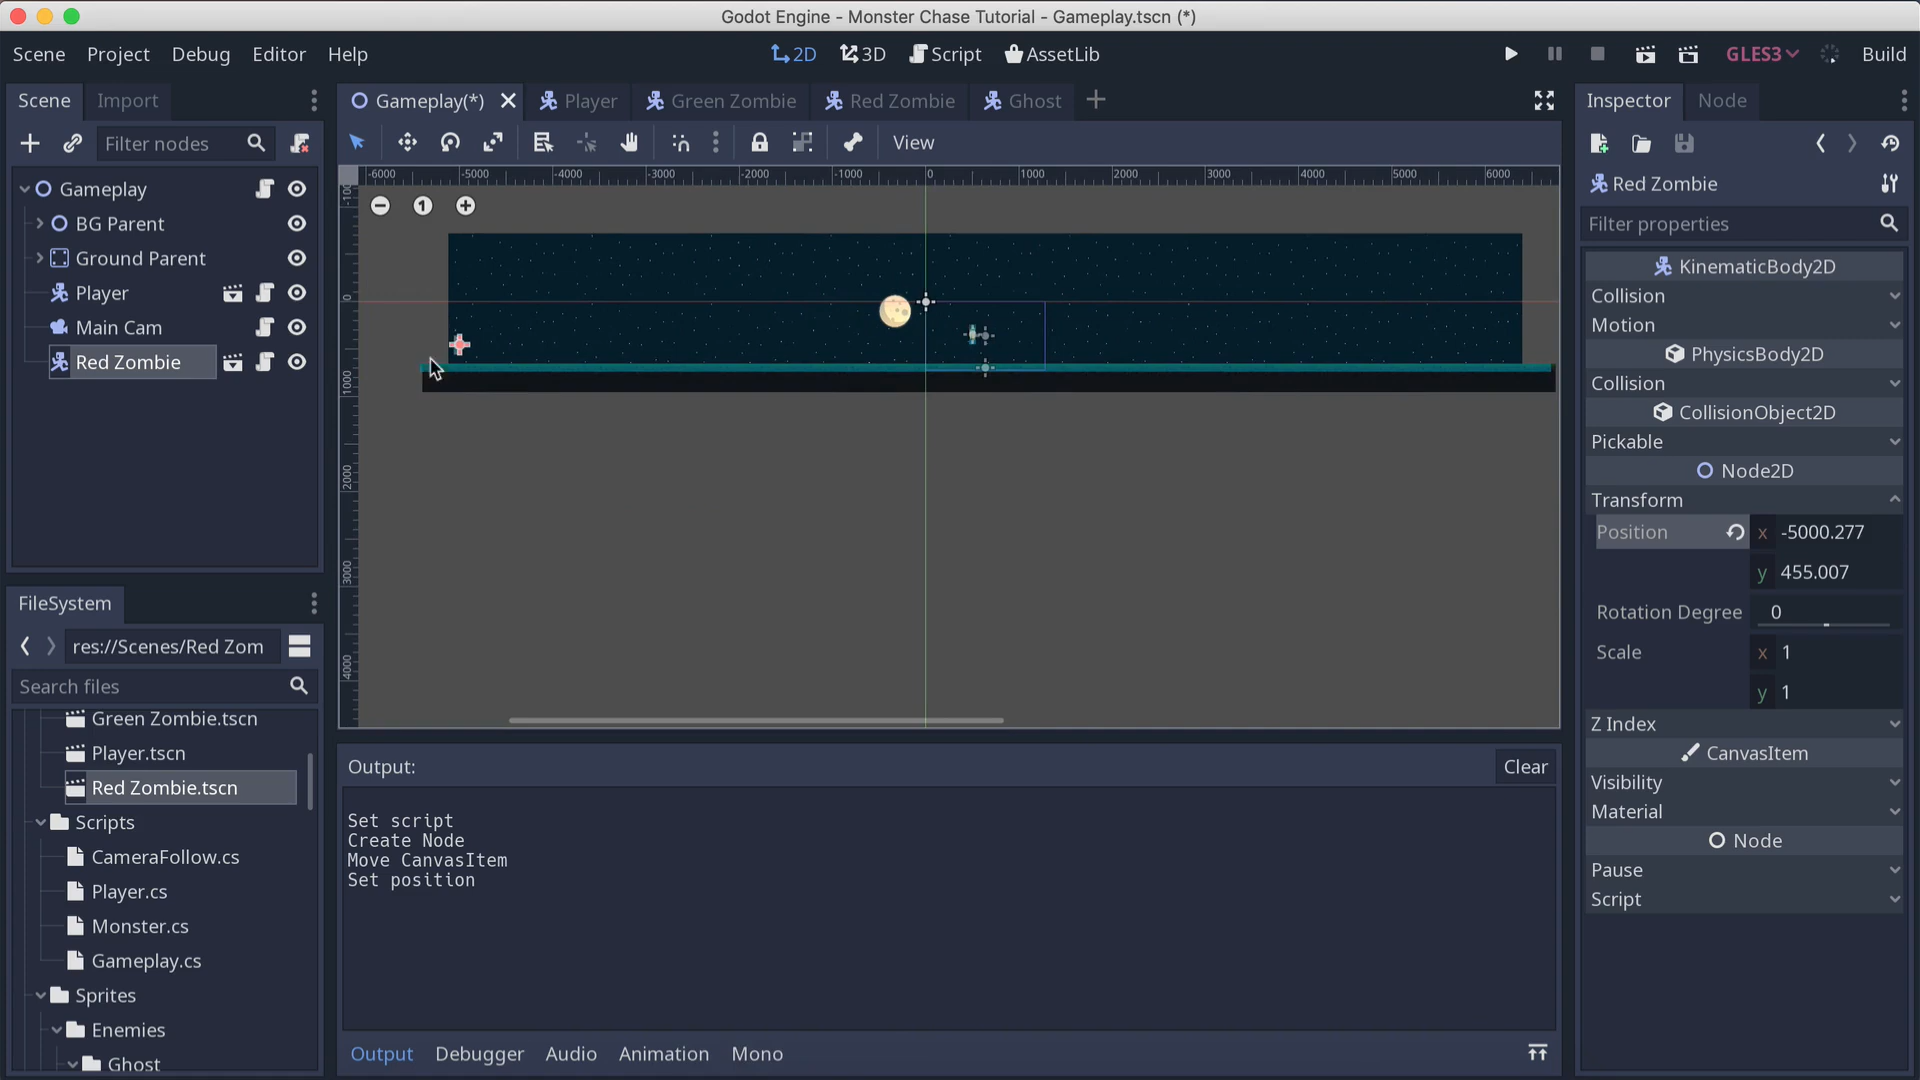 Godot Engine - Monster Chase Tutorial - Gameplay.tscn (*)
Scene Project Debug Editor Help
2D 3D Script AssetLib
GLES3 Build
Scene Import
Gameplay(*) Player Green Zombie Red Zombie Ghost
Inspector Node
Filter nodes
View
-6000 -5000 -4000 -3000 -2000 -1000 0 1000 2000 3000 4000 5000 6000
Gameplay
BG Parent
Ground Parent
Player
Main Cam
Red Zombie
0
1000
2000
3000
4000
1
Red Zombie
Filter properties
KinematicBody2D
Collision
Motion
PhysicsBody2D
Collision
CollisionObject2D
Pickable
Node2D
Transform
Position x -5000.277
y 455.007
Rotation Degree 0
Scale x 1
y 1
Z Index
CanvasItem
Visibility
Material
Node
Pause
Script
FileSystem
res://Scenes/Red Zom
Search files
Green Zombie.tscn
Player.tscn
Red Zombie.tscn
Scripts
CameraFollow.cs
Player.cs
Monster.cs
Gameplay.cs
Sprites
Enemies
Ghost
Output: Clear
Set script
Create Node
Move CanvasItem
Set position
Output Debugger Audio Animation Mono